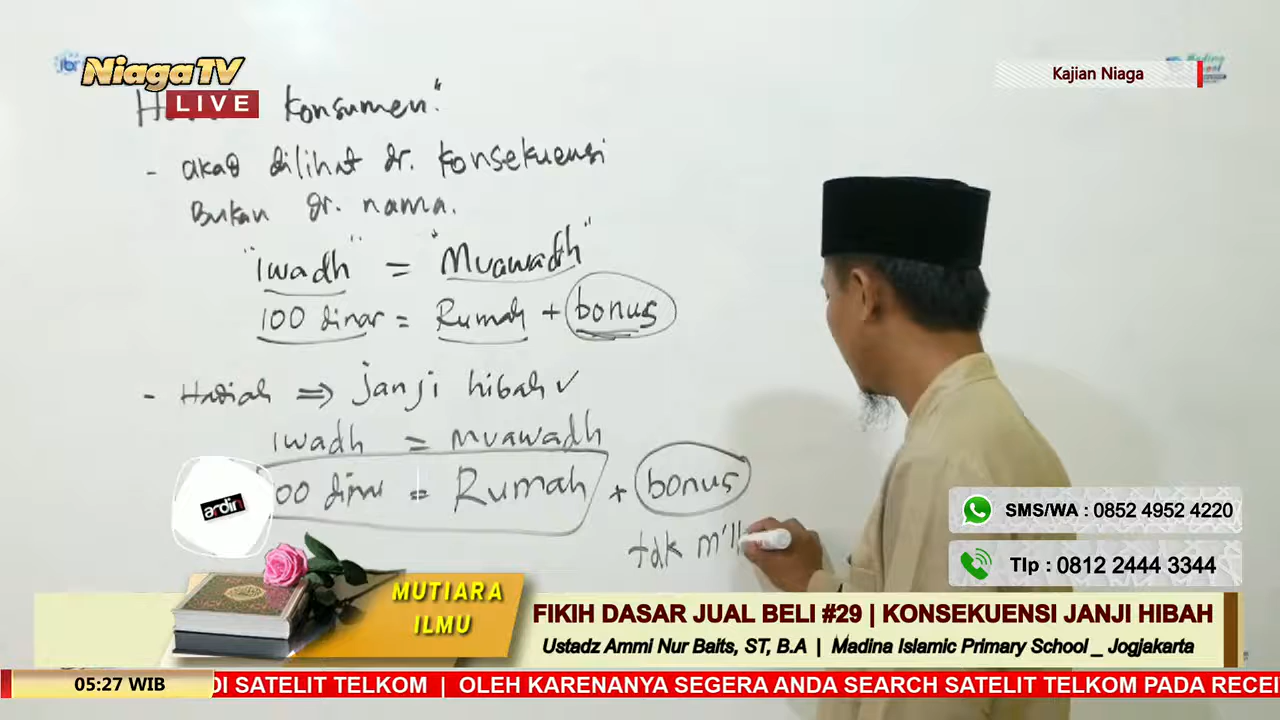 NiagaTV
LIVE
Kajian Niaga
konsumen"
- akad dilihat dr. konsekuensi
Bukan dr. nama.
"iwadh" = "Muawadh"
100 dinar = Rumah + bonus
- Hadiah => janji hibah ✓
iwadh = muawadh
00 dinar = Rumah + bonus
tdk
ardin
SMS/WA : 0852 4952 4220
Tlp : 0812 2444 3344
MUTIARA
ILMU
FIKIH DASAR JUAL BELI #29 | KONSEKUENSI JANJI HIBAH
Ustadz Ammi Nur Baits, ST, B.A | Madina Islamic Primary School _ Jogjakarta
05:27 WIB
DI SATELIT TELKOM | OLEH KARENANYA SEGERA ANDA SEARCH SATELIT TELKOM PADA RECEI